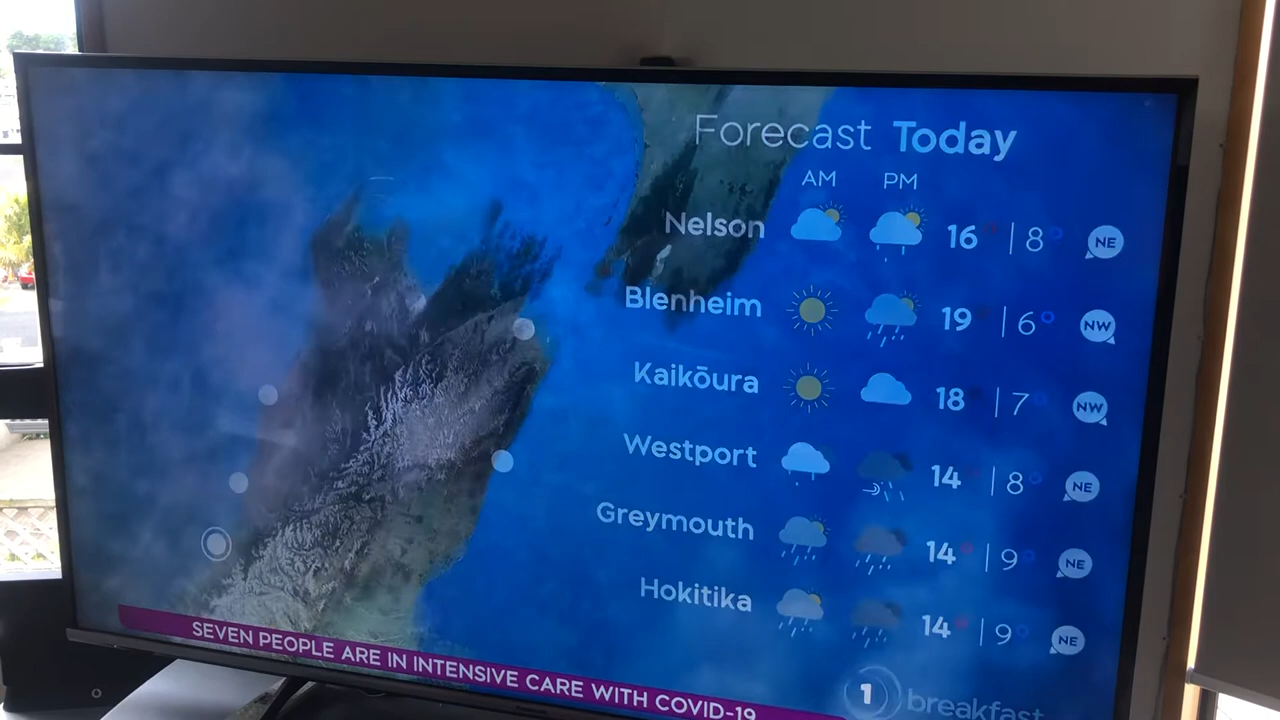 Forecast Today
AM PM
Nelson 16 | 8° NE
Blenheim 19 | 6° NW
Kaikōura 18 | 7° NW
Westport 14 | 8° NE
Greymouth 14 | 9° NE
Hokitika 14 | 9° NE
SEVEN PEOPLE ARE IN INTENSIVE CARE WITH COVID-19
1 breakfast